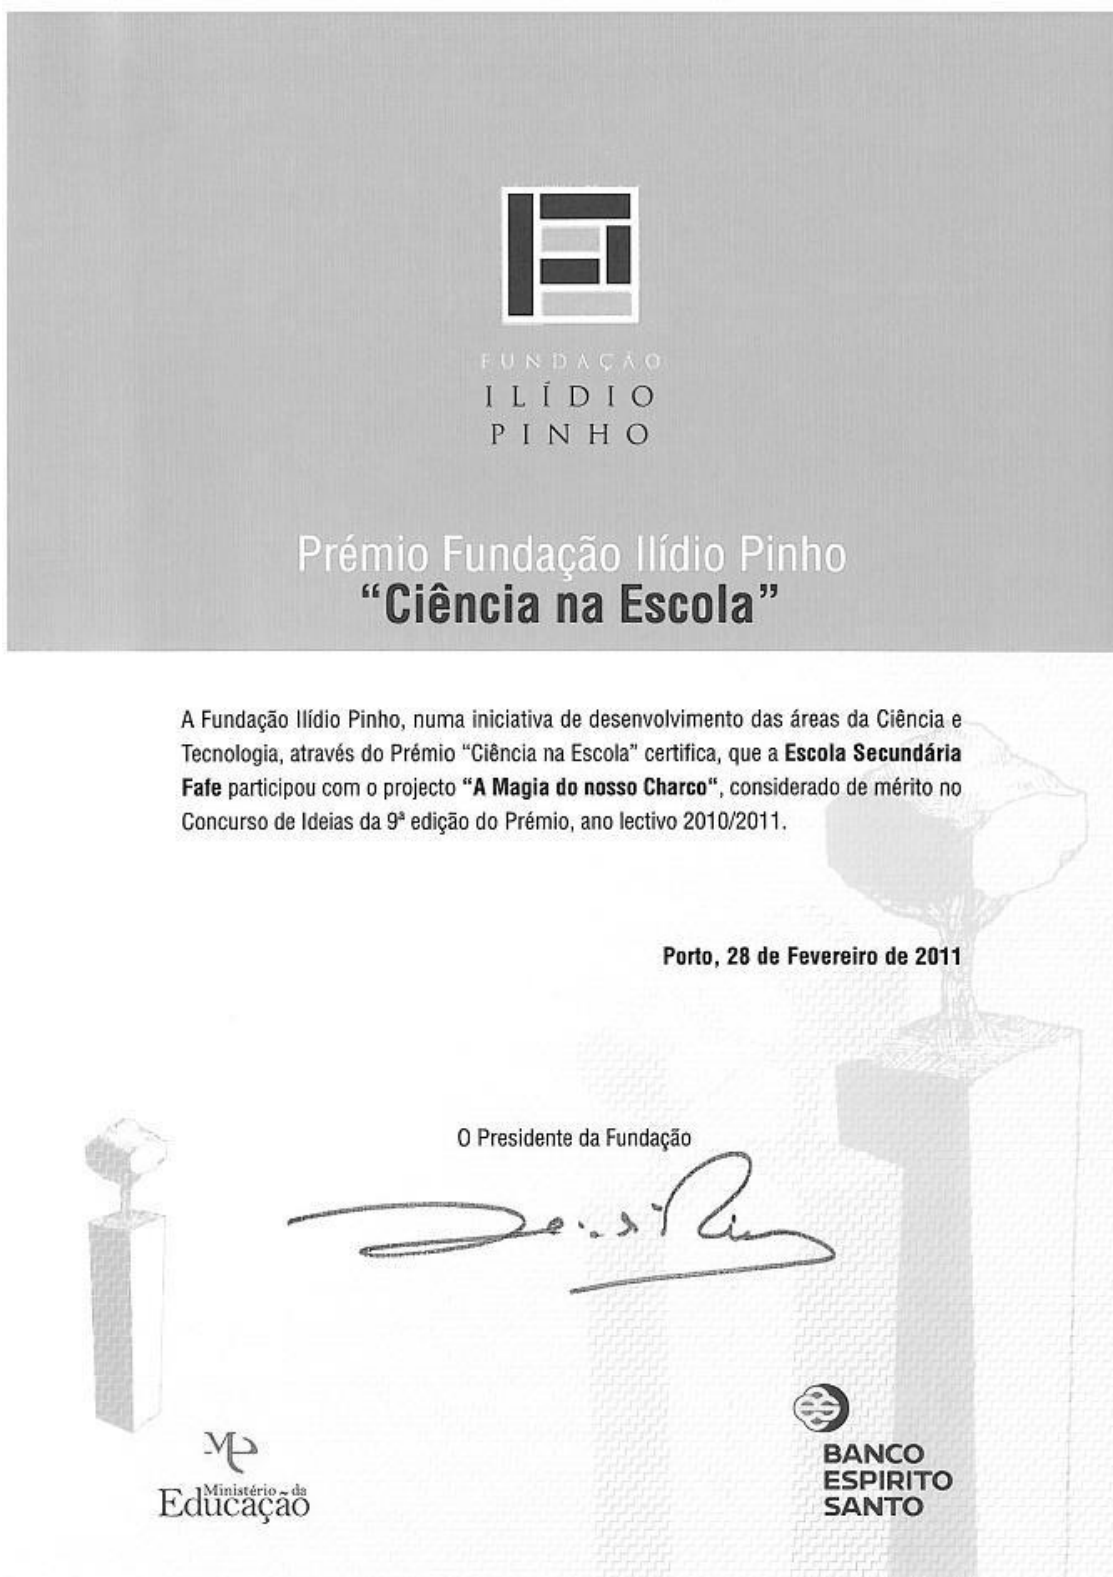 FUNDAÇÃO
ILÍDIO
PINHO
Prémio Fundação Ilídio Pinho
“Ciência na Escola”
A Fundação Ilídio Pinho, numa iniciativa de desenvolvimento das áreas da Ciência e
Tecnologia, através do Prémio “Ciência na Escola” certifica, que a Escola Secundária
Fafe participou com o projecto “A Magia do nosso Charco“, considerado de mérito no
Concurso de Ideias da 9ª edição do Prémio, ano lectivo 2010/2011.
Porto, 28 de Fevereiro de 2011
O Presidente da Fundação
Ministério da
Educação
BANCO
ESPIRITO
SANTO